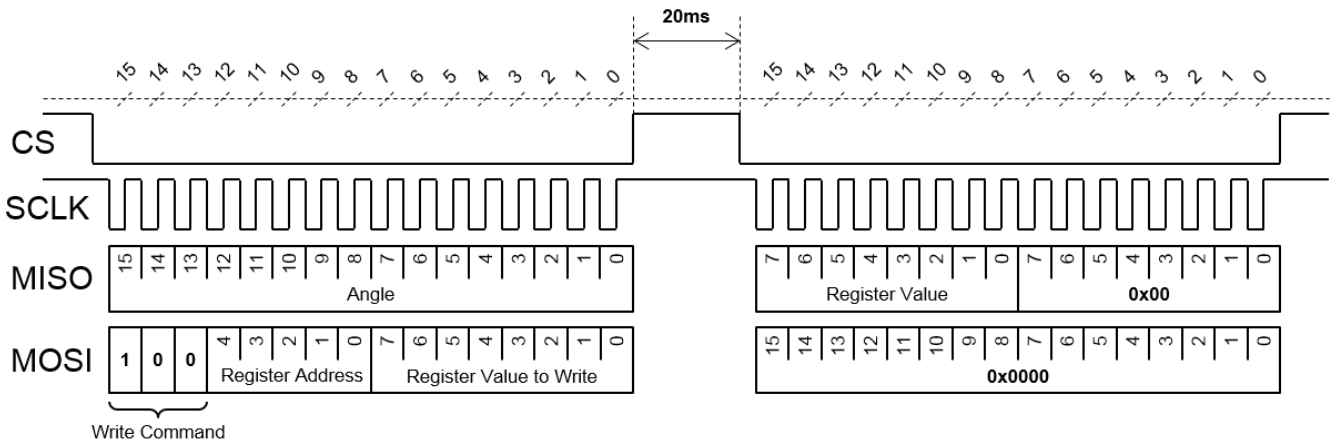 20ms
15 14 13 12 11 10 9 8 7 6 5 4 3 2 1 0 15 14 13 12 11 10 9 8 7 6 5 4 3 2 1 0
CS
SCLK
MISO 15 14 13 12 11 10 9 8 7 6 5 4 3 2 1 0 7 6 5 4 3 2 1 0 7 6 5 4 3 2 1 0
Angle Register Value 0x00
MOSI 1 0 0 4 3 2 1 0 7 6 5 4 3 2 1 0 15 14 13 12 11 10 9 8 7 6 5 4 3 2 1 0
Register Address Register Value to Write 0x0000
Write Command